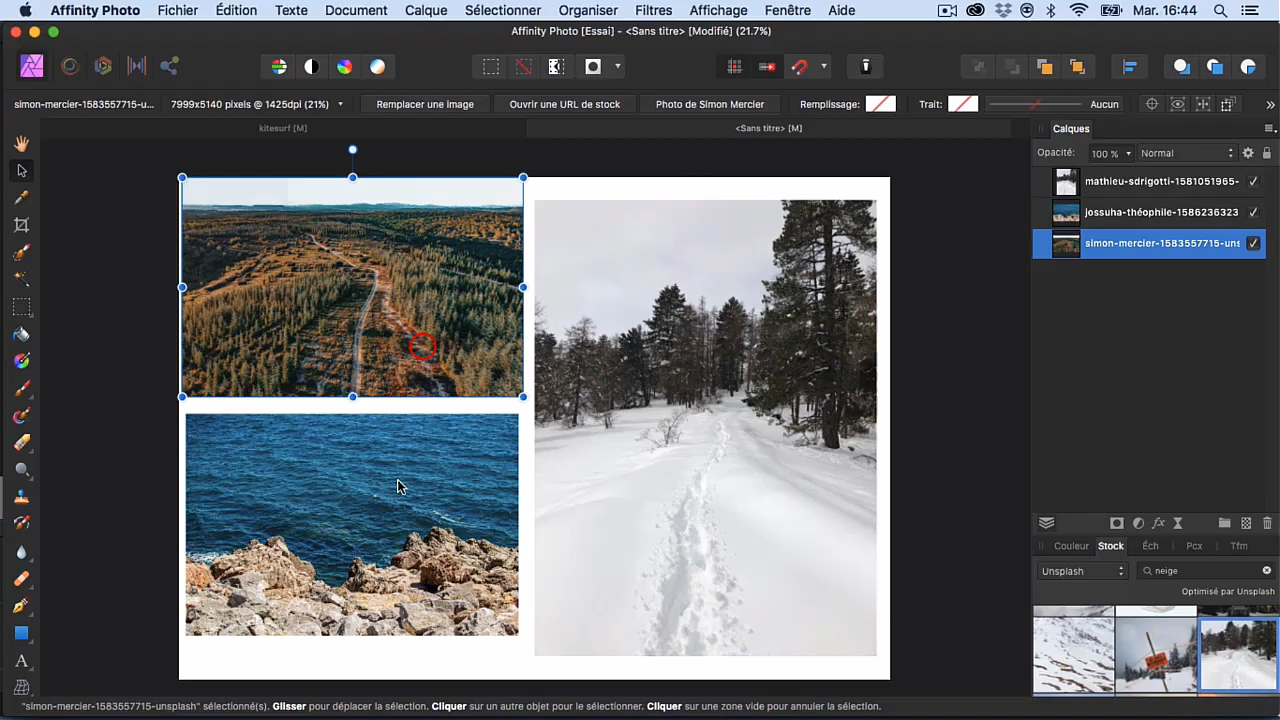 Affinity Photo Fichier Édition Texte Document Calque Sélectionner Organiser Filtres Affichage Fenêtre Aide Mar. 16:44
Affinity Photo [Essai] - <Sans titre> [Modifié] (21.7%)
simon-mercier-1583557715-u... 7999x5140 pixels @ 1425dpi (21%) Remplacer une image Ouvrir une URL de stock Photo de Simon Mercier Remplissage: Trait: Aucun
kitesurf [M] <Sans titre> [M] Calques
Opacité: 100 % Normal
mathieu-sdrigotti-1581051965-
jossuha-théophile-1586236323
simon-mercier-1583557715-uns
Couleur Stock Éch Pcx Tfm
Unsplash neige
Optimisé par Unsplash
"simon-mercier-1583557715-unsplash" sélectionné(s). Glisser pour déplacer la sélection. Cliquer sur un autre objet pour le sélectionner. Cliquer sur une zone vide pour annuler la sélection.